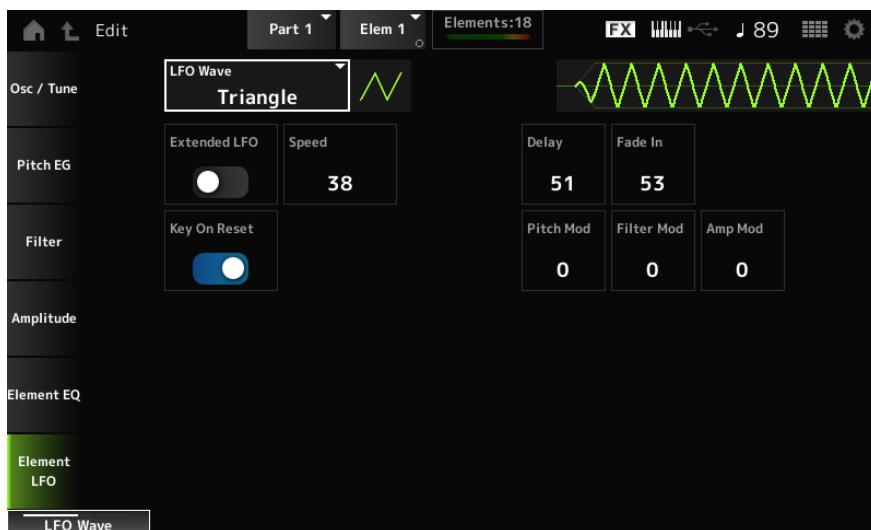 Edit
Part 1
Elem 1
Elements:18
FX
♩ 89
Osc / Tune
LFO Wave
Triangle
Pitch EG
Extended LFO
Speed
38
Delay
51
Fade In
53
Filter
Key On Reset
Pitch Mod
0
Filter Mod
0
Amp Mod
0
Amplitude
Element EQ
Element
LFO
LFO Wave